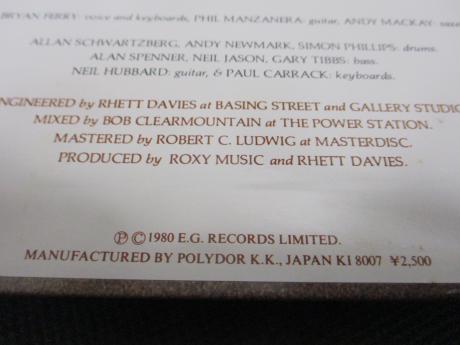 BRYAN FERRY: voice and keyboards, PHIL MANZANERA: guitar, ANDY MACKAY:
ALLAN SCHWARTZBERG, ANDY NEWMARK, SIMON PHILLIPS: drums.
ALAN SPENNER, NEIL JASON, GARY TIBBS: bass.
NEIL HUBBARD: guitar, & PAUL CARRACK: keyboards.
ENGINEERED by RHETT DAVIES at BASING STREET and GALLERY STUDIO
MIXED by BOB CLEARMOUNTAIN at THE POWER STATION.
MASTERED by ROBERT C. LUDWIG at MASTERDISC.
PRODUCED by ROXY MUSIC and RHETT DAVIES.
Ⓟ © 1980 E.G. RECORDS LIMITED.
MANUFACTURED BY POLYDOR K.K., JAPAN KI 8007 ¥2,500